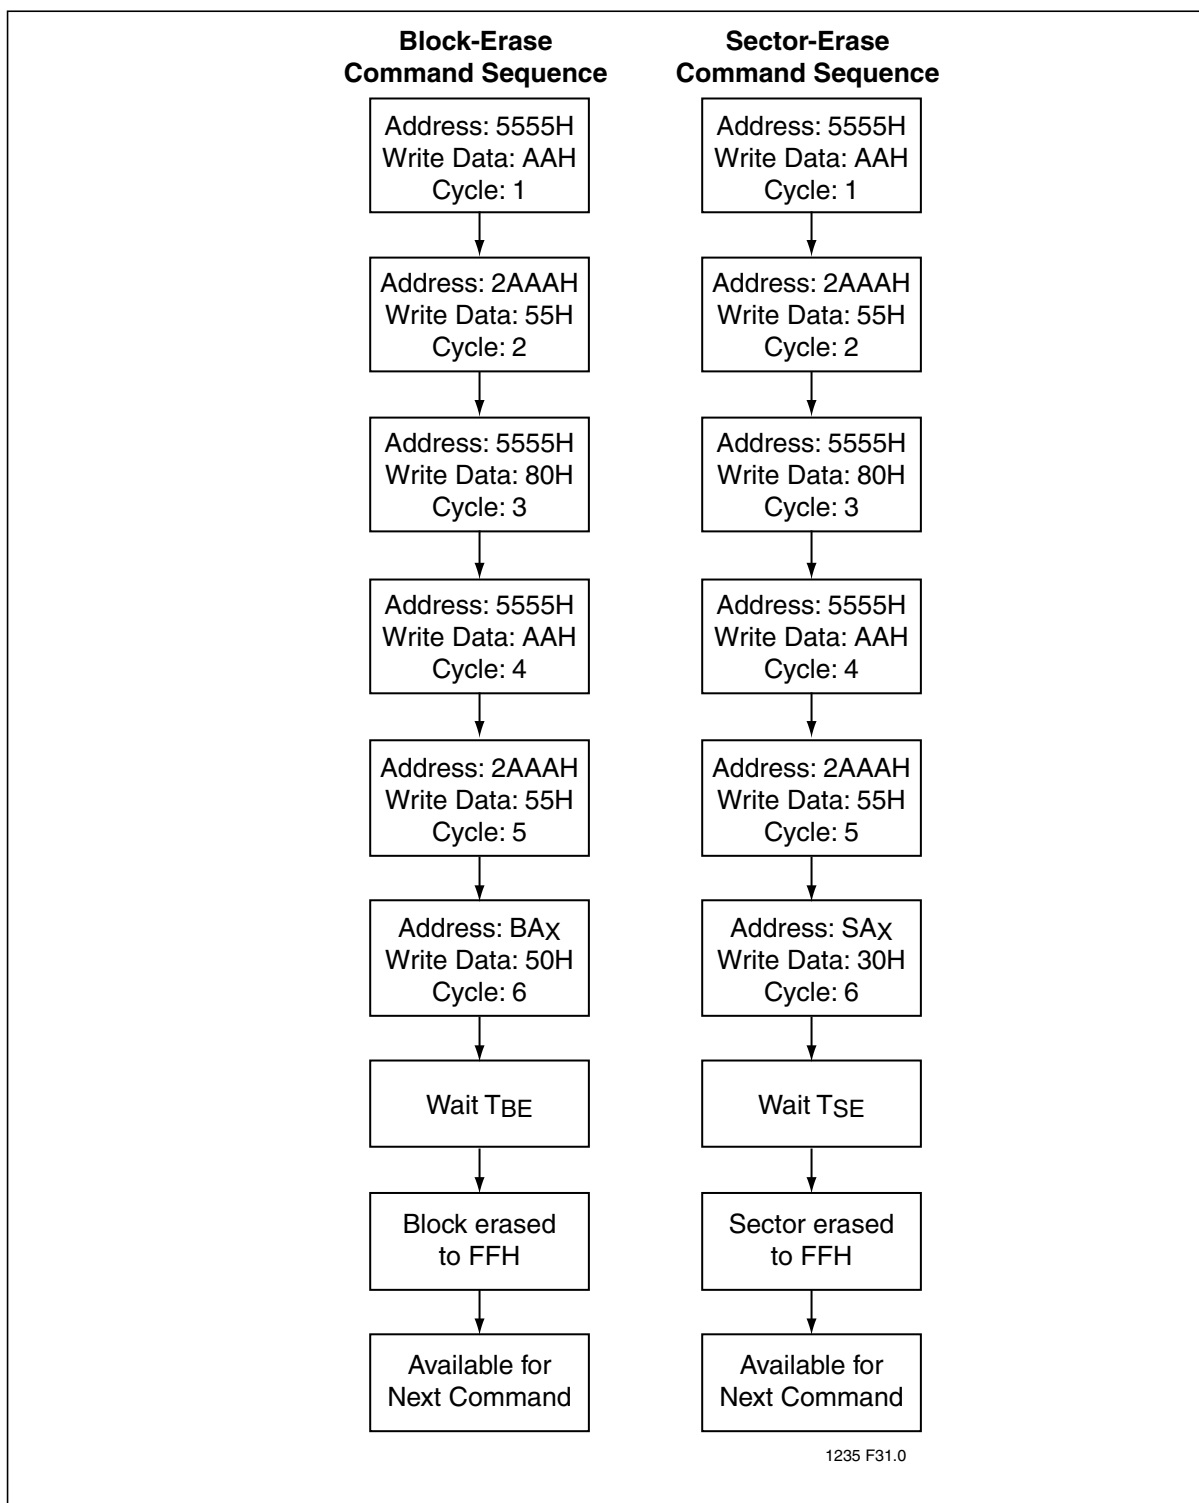 Block-Erase
Command Sequence
Address: 5555H
Write Data: AAH
Cycle: 1
Address: 2AAAH
Write Data: 55H
Cycle: 2
Address: 5555H
Write Data: 80H
Cycle: 3
Address: 5555H
Write Data: AAH
Cycle: 4
Address: 2AAAH
Write Data: 55H
Cycle: 5
Address: BAX
Write Data: 50H
Cycle: 6
Wait TBE
Block erased
to FFH
Available for
Next Command
Sector-Erase
Command Sequence
Address: 5555H
Write Data: AAH
Cycle: 1
Address: 2AAAH
Write Data: 55H
Cycle: 2
Address: 5555H
Write Data: 80H
Cycle: 3
Address: 5555H
Write Data: AAH
Cycle: 4
Address: 2AAAH
Write Data: 55H
Cycle: 5
Address: SAX
Write Data: 30H
Cycle: 6
Wait TSE
Sector erased
to FFH
Available for
Next Command
1235 F31.0